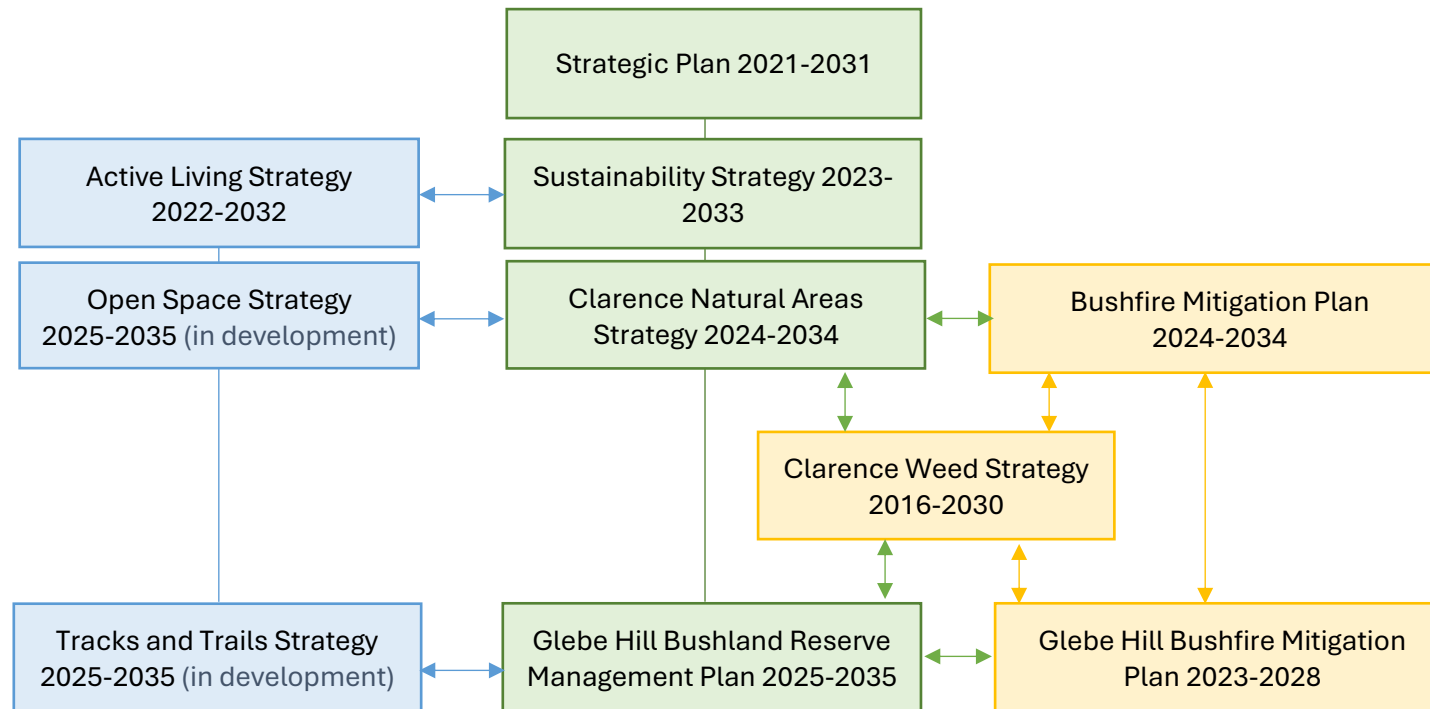 Strategic Plan 2021-2031
Active Living Strategy
2022-2032
Sustainability Strategy 2023-
2033
Open Space Strategy
2025-2035 (in development)
Clarence Natural Areas
Strategy 2024-2034
Bushfire Mitigation Plan
2024-2034
Clarence Weed Strategy
2016-2030
Tracks and Trails Strategy
2025-2035 (in development)
Glebe Hill Bushland Reserve
Management Plan 2025-2035
Glebe Hill Bushfire Mitigation
Plan 2023-2028